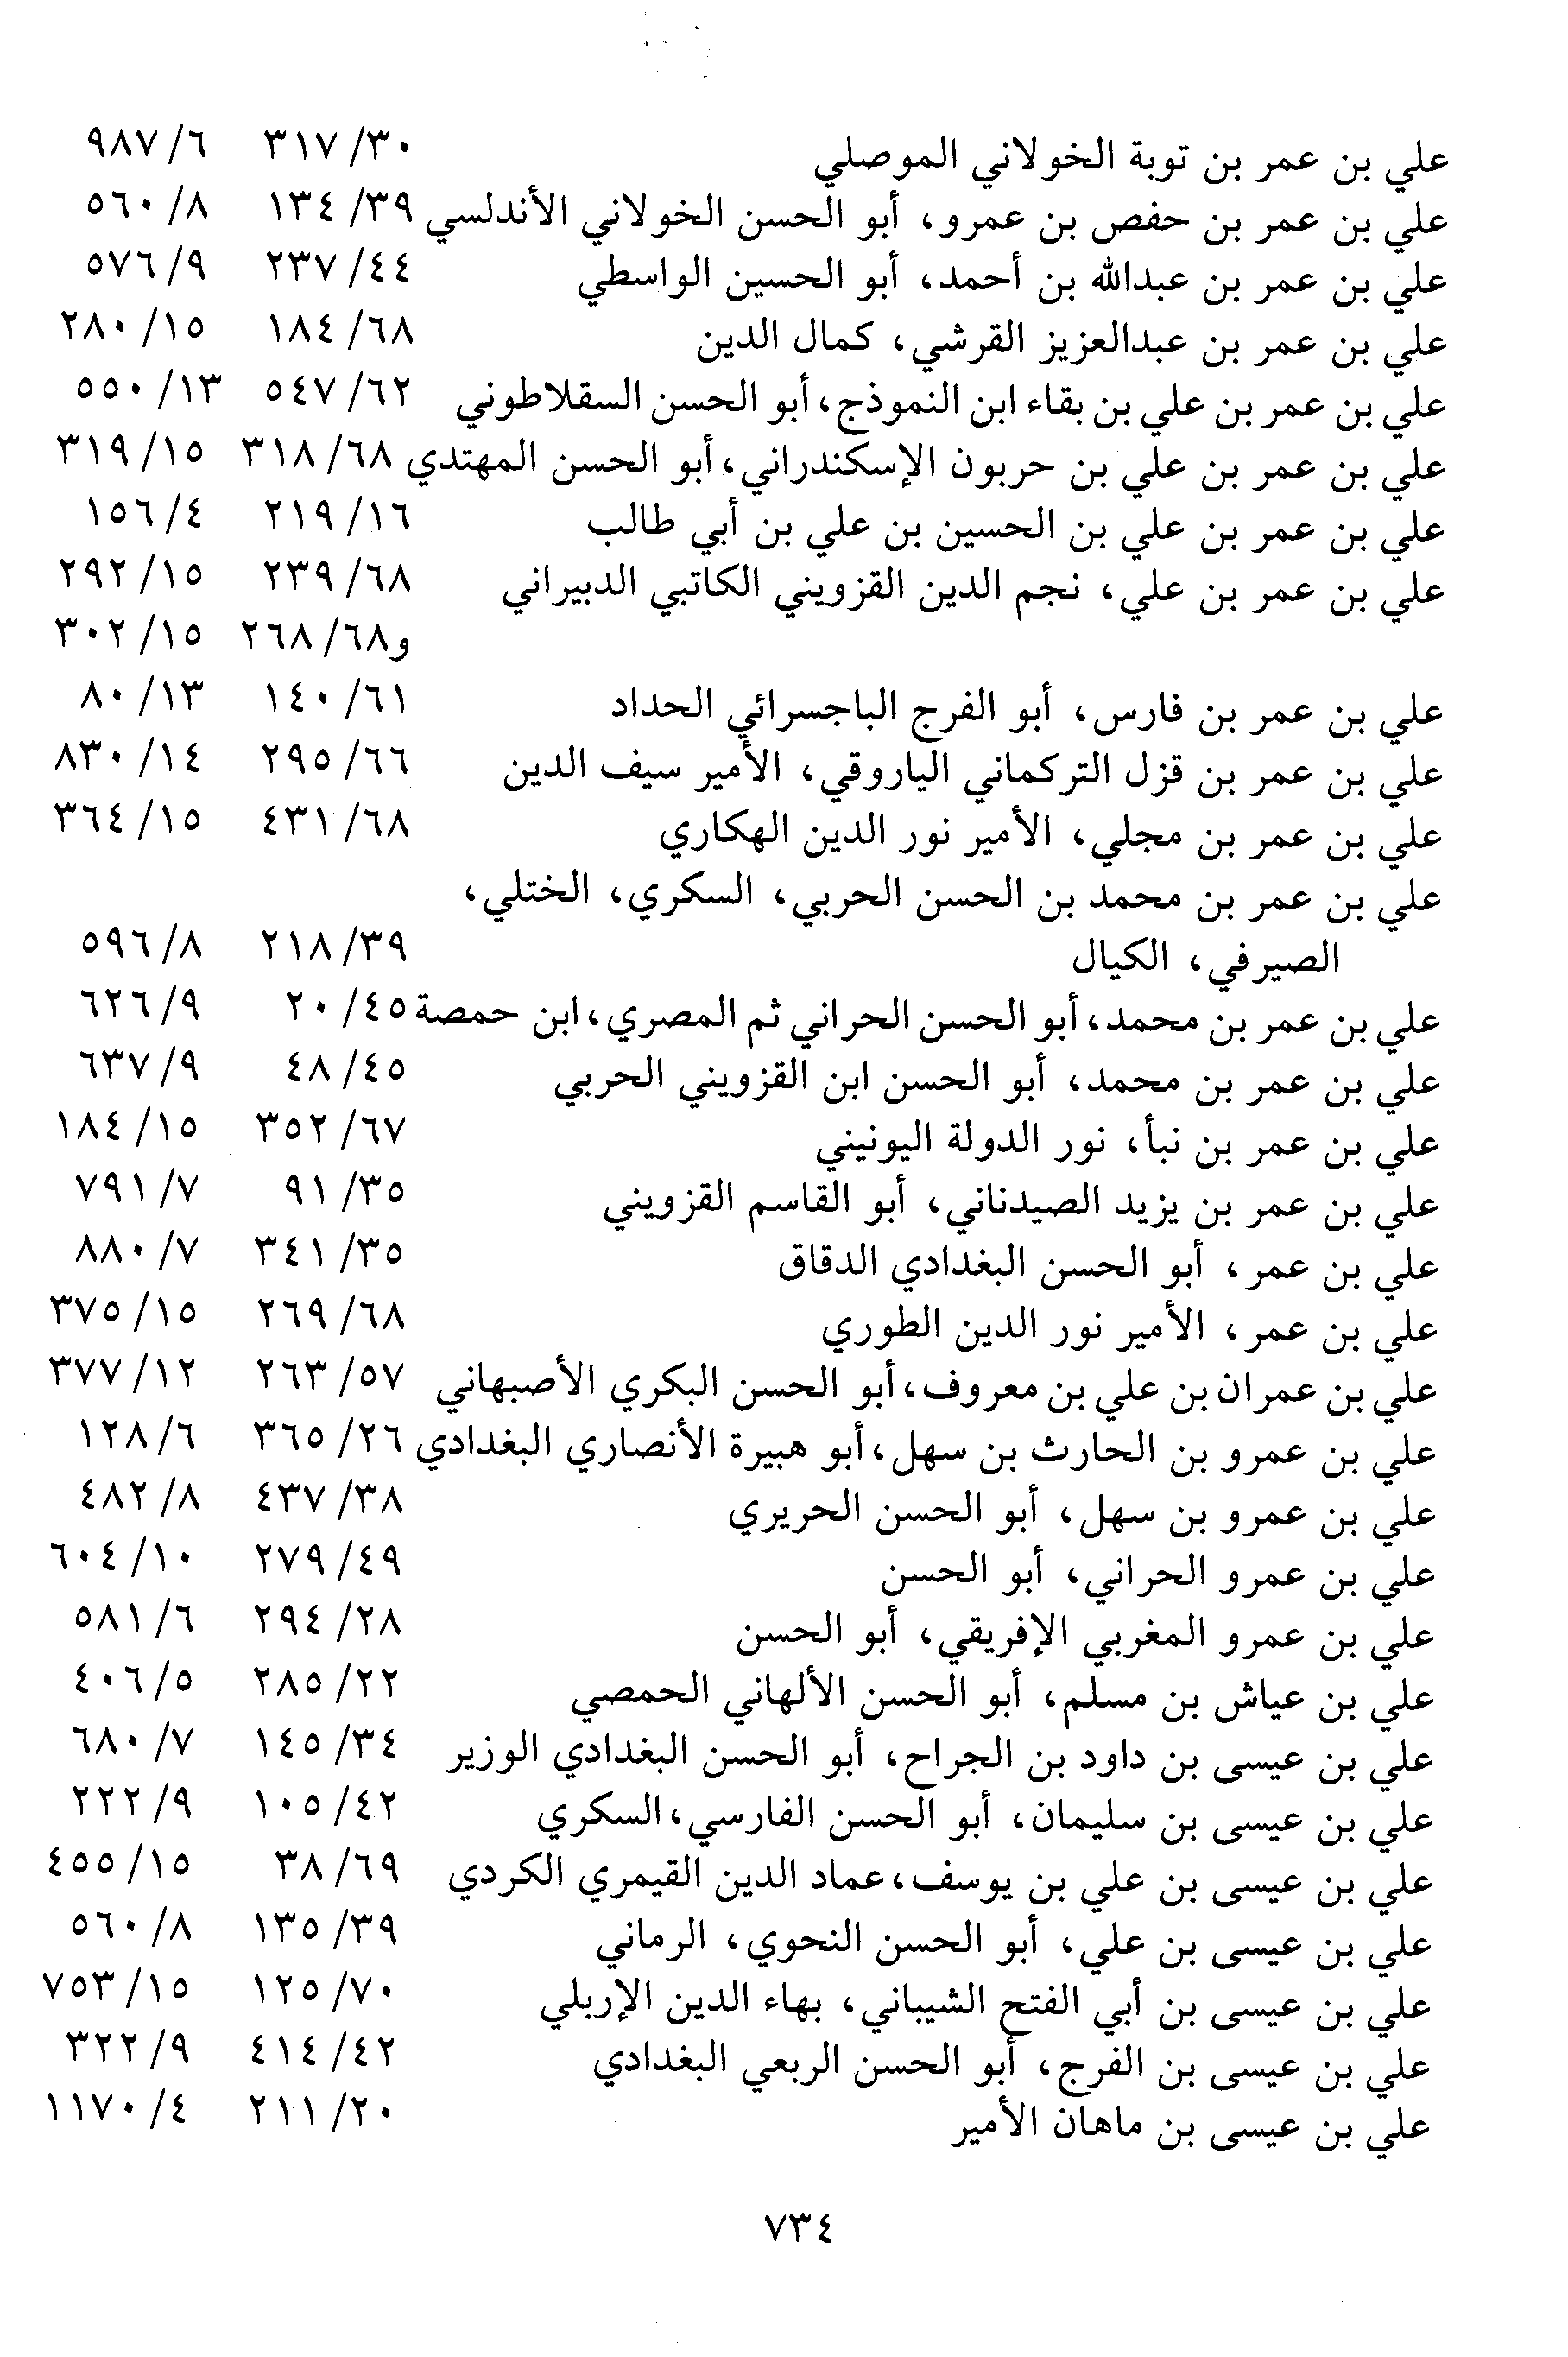 علي بن عمر بن توبة الخولاني الموصلي ٣١٧/٣٠ ٩٨٧/٦
علي بن عمر بن حفص بن عمرو، أبو الحسن الخولاني الأندلسي ١٣٤/٣٩ ٥٦٠/٨
علي بن عمر بن عبدالله بن أحمد، أبو الحسين الواسطي ٢٣٧/٤٤ ٥٧٦/٩
علي بن عمر بن عبدالعزيز القرشي، كمال الدين ١٨٤/٦٨ ٢٨٠/١٥
علي بن عمر بن علي بن بقاء ابن النموذج، أبو الحسن السقلاطوني ٥٤٧/٦٢ ٥٥٠/١٣
علي بن عمر بن علي بن حربون الإسكندراني، أبو الحسن المهتدي ٣١٨/٦٨ ٣١٩/١٥
علي بن عمر بن علي بن الحسين بن علي بن أبي طالب ٢١٩/١٦ ١٥٦/٤
علي بن عمر بن علي، نجم الدين القزويني الكاتبي الدبيراني ٢٣٩/٦٨ ٢٩٢/١٥
و٢٦٨/٦٨ ٣٠٢/١٥
علي بن عمر بن فارس، أبو الفرج الباجسرائي الحداد ١٤٠/٦١ ٨٠/١٣
علي بن عمر بن قزل التركماني الياروقي، الأمير سيف الدين ٢٩٥/٦٦ ٨٣٠/١٤
علي بن عمر بن مجلي، الأمير نور الدين الهكاري ٤٣١/٦٨ ٣٦٤/١٥
علي بن عمر بن محمد بن الحسن الحربي، السكري، الختلي،
الصيرفي، الكيال ٢١٨/٣٩ ٥٩٦/٨
علي بن عمر بن محمد، أبو الحسن الحراني ثم المصري، ابن حمصة ٢٠/٤٥ ٦٢٦/٩
علي بن عمر بن محمد، أبو الحسن ابن القزويني الحربي ٤٨/٤٥ ٦٣٧/٩
علي بن عمر بن نبأ، نور الدولة اليونيني ٣٥٢/٦٧ ١٨٤/١٥
علي بن عمر بن يزيد الصيدناني، أبو القاسم القزويني ٩١/٣٥ ٧٩١/٧
علي بن عمر، أبو الحسن البغدادي الدقاق ٣٤١/٣٥ ٨٨٠/٧
علي بن عمر، الأمير نور الدين الطوري ٢٦٩/٦٨ ٣٧٥/١٥
علي بن عمران بن علي بن معروف، أبو الحسن البكري الأصبهاني ٢٦٣/٥٧ ٣٧٧/١٢
علي بن عمرو بن الحارث بن سهل، أبو هبيرة الأنصاري البغدادي ٣٦٥/٢٦ ١٢٨/٦
علي بن عمرو بن سهل، أبو الحسن الحريري ٤٣٧/٣٨ ٤٨٢/٨
علي بن عمرو الحراني، أبو الحسن ٢٧٩/٤٩ ٦٠٤/١٠
علي بن عمرو المغربي الإفريقي، أبو الحسن ٢٩٤/٢٨ ٥٨١/٦
علي بن عياش بن مسلم، أبو الحسن الألهاني الحمصي ٢٨٥/٢٢ ٤٠٦/٥
علي بن عيسى بن داود بن الجراح، أبو الحسن البغدادي الوزير ١٤٥/٣٤ ٦٨٠/٧
علي بن عيسى بن سليمان، أبو الحسن الفارسي، السكري ١٠٥/٤٢ ٢٢٢/٩
علي بن عيسى بن علي بن يوسف، عماد الدين القيمري الكردي ٣٨/٦٩ ٤٥٥/١٥
علي بن عيسى بن علي، أبو الحسن النحوي، الرماني ١٣٥/٣٩ ٥٦٠/٨
علي بن عيسى بن أبي الفتح الشيباني، بهاء الدين الإربلي ١٢٥/٧٠ ٧٥٣/١٥
علي بن عيسى بن الفرج، أبو الحسن الربعي البغدادي ٤١٤/٤٢ ٣٢٢/٩
علي بن عيسى بن ماهان الأمير ٢١١/٢٠ ١١٧٠/٤
٧٣٤